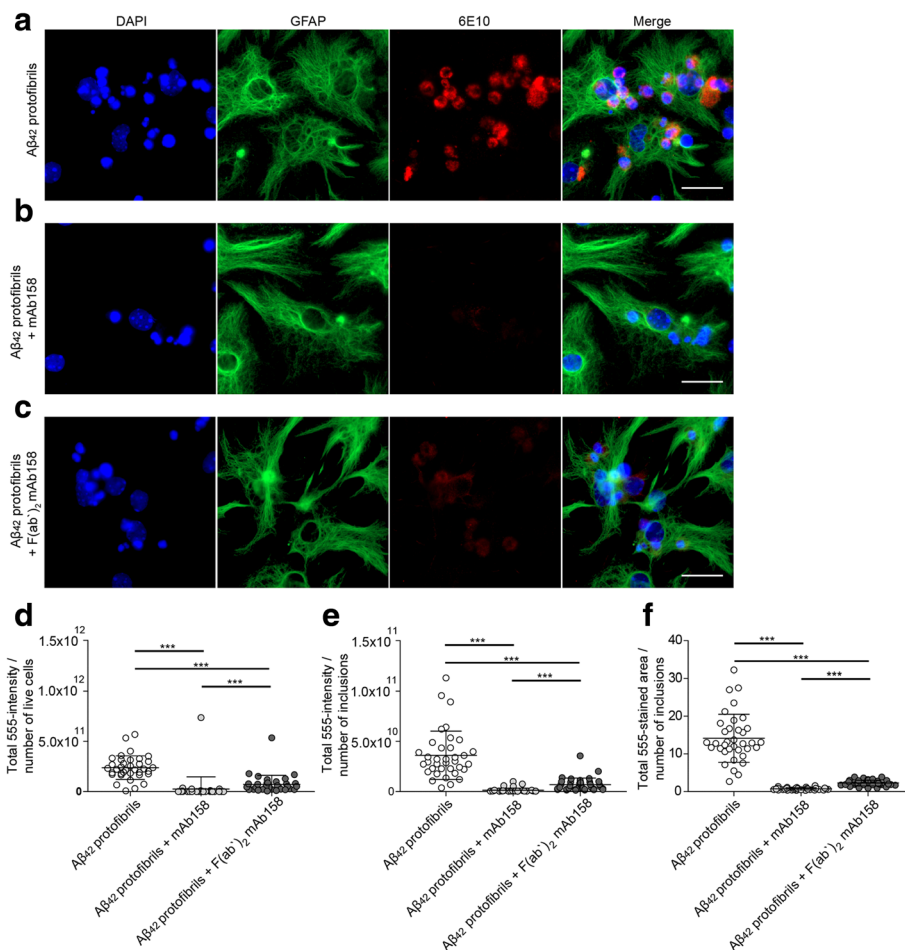 a
DAPI
GFAP
6E10
Merge
Aβ42 protofibrils
b
Aβ42 protofibrils
+ mAb158
c
Aβ42 protofibrils
+ F(ab`)2 mAb158
d
Total 555-intensity /
number of live cells
1.5x10 12
1.0x10 12
5.0x10 11
0
***
***
***
Aβ42 protofibrils
Aβ42 protofibrils + mAb158
Aβ42 protofibrils + F(ab`)2 mAb158
e
Total 555-intensity /
number of inclusions
1.5x10 11
1.0x10 11
5.0x10 10
0
***
***
***
Aβ42 protofibrils
Aβ42 protofibrils + mAb158
Aβ42 protofibrils + F(ab`)2 mAb158
f
Total 555-stained area /
number of inclusions
40
30
20
10
0
***
***
***
Aβ42 protofibrils
Aβ42 protofibrils + mAb158
Aβ42 protofibrils + F(ab`)2 mAb158